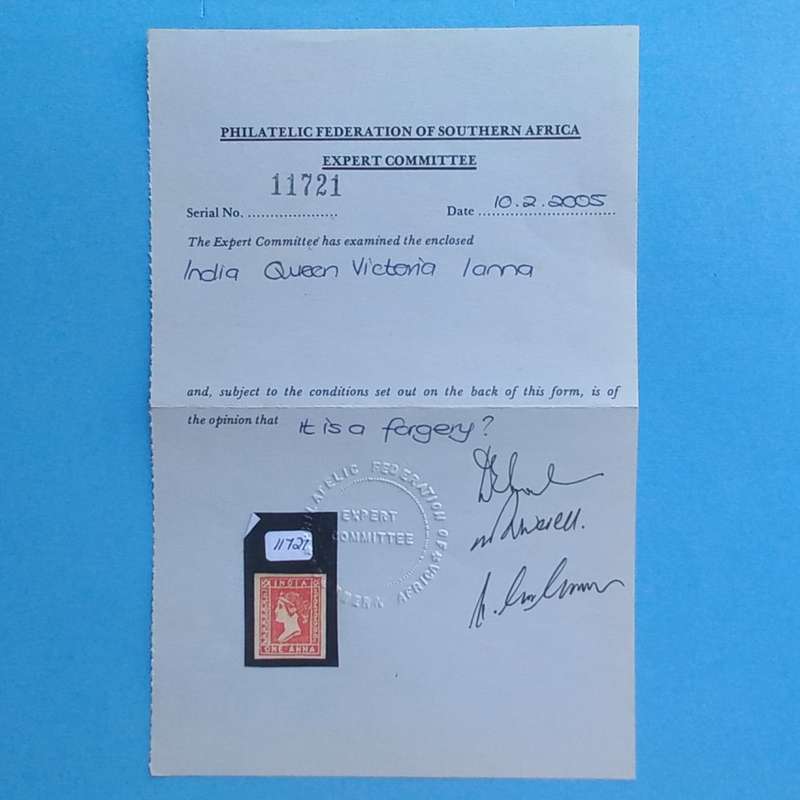 PHILATELIC FEDERATION OF SOUTHERN AFRICA
EXPERT COMMITTEE
11721
Serial No. ....................
Date 10.2.2005
The Expert Committee has examined the enclosed
India Queen Victoria 1 anna
and, subject to the conditions set out on the back of this form, is of
the opinion that It is a forgery?
PHILATELIC FEDERATION OF SOUTHERN AFRICA
EXPERT
COMMITTEE
11721
INDIA
ONE ANNA